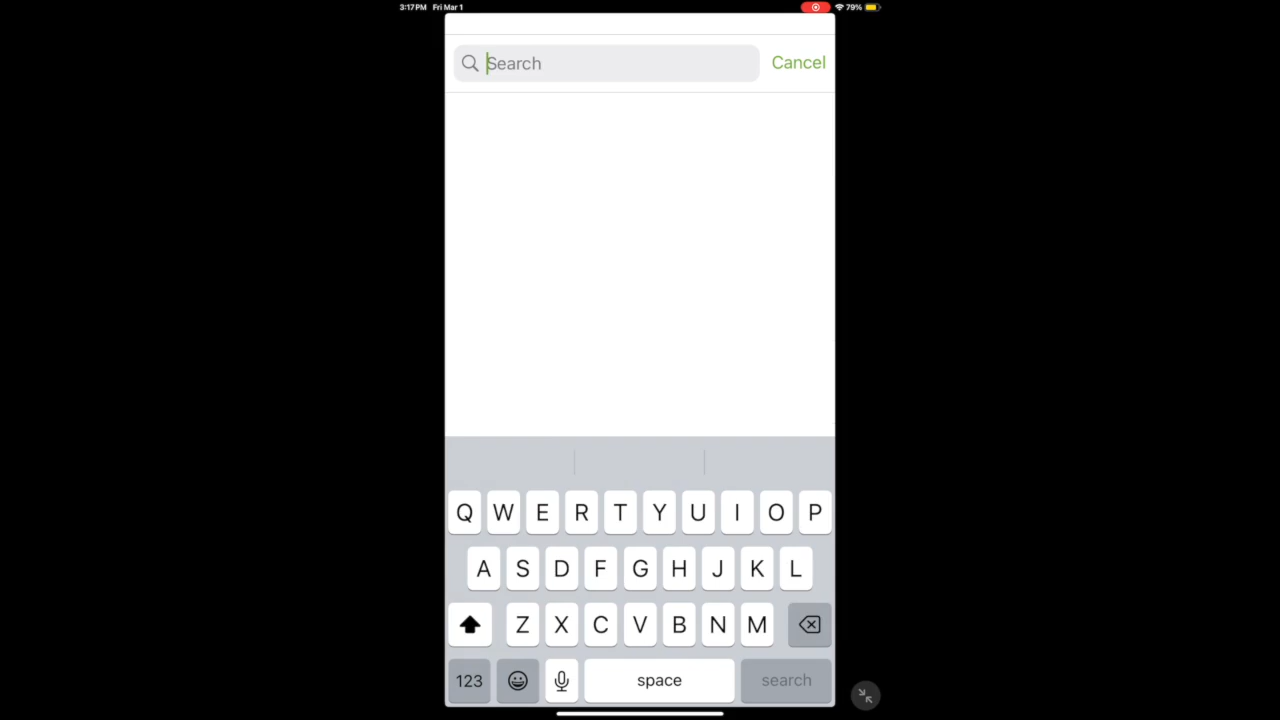 3:17 PM Fri Mar 1
79%
Search
Cancel
Q W E R T Y U I O P
A S D F G H J K L
Z X C V B N M
123
space
search